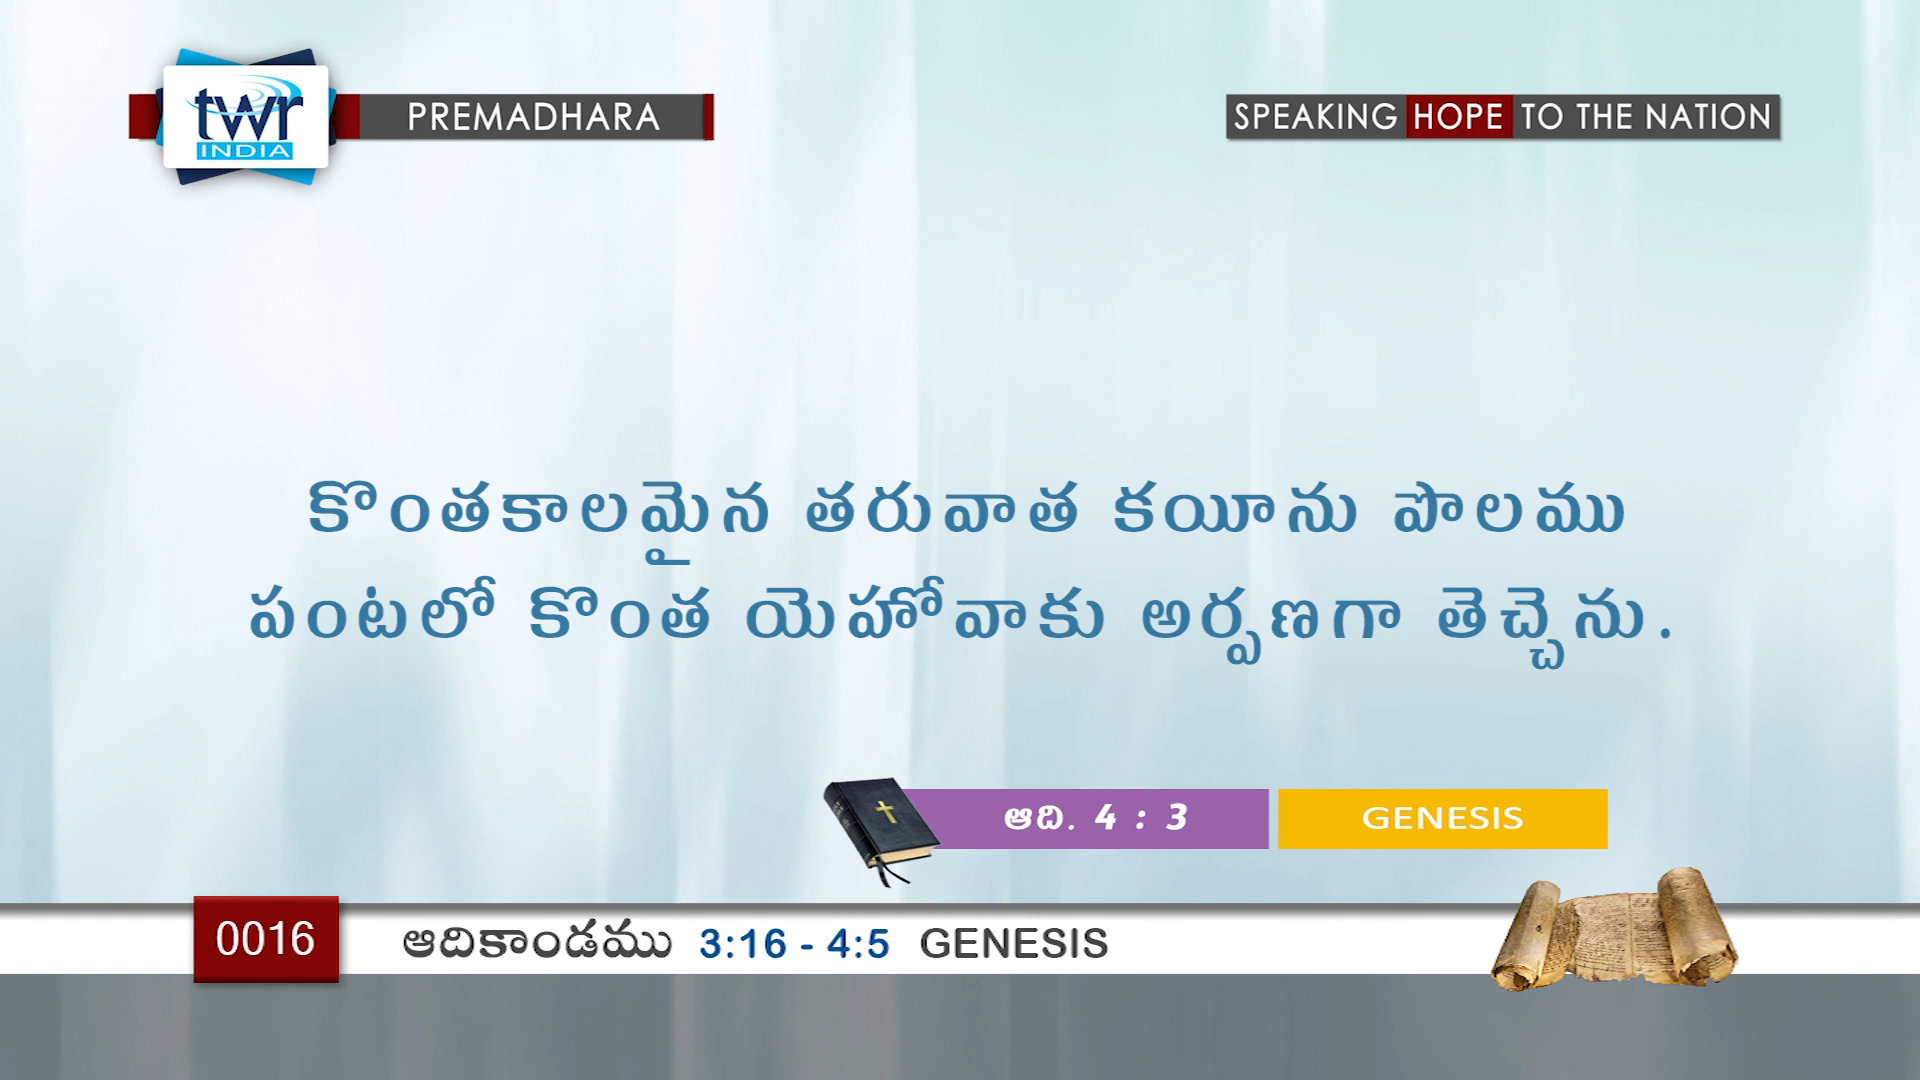 twr
INDIA
PREMADHARA
SPEAKING HOPE TO THE NATION
కొంతకాలమైన తరువాత కయీను పొలము
పంటలో కొంత యెహోవాకు అర్పణగా తెచ్చెను.
ఆది. 4 : 3
GENESIS
0016
ఆదికాండము 3:16 - 4:5 GENESIS